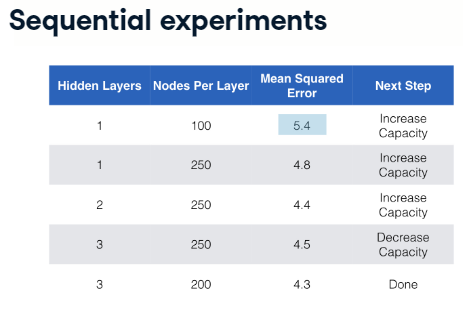 Sequential experiments
Hidden Layers Nodes Per Layer Mean Squared Error Next Step
1 100 5.4 Increase Capacity
1 250 4.8 Increase Capacity
2 250 4.4 Increase Capacity
3 250 4.5 Decrease Capacity
3 200 4.3 Done